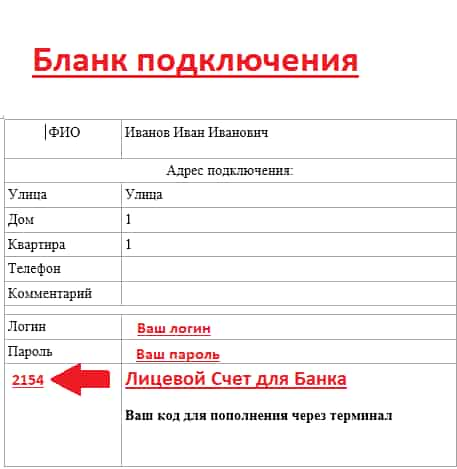 Бланк подключения
ФИО Иванов Иван Иванович
Адрес подключения:
Улица Улица
Дом 1
Квартира 1
Телефон
Комментарий
Логин Ваш логин
Пароль Ваш пароль
2154 Лицевой Счет для Банка
Ваш код для пополнения через терминал